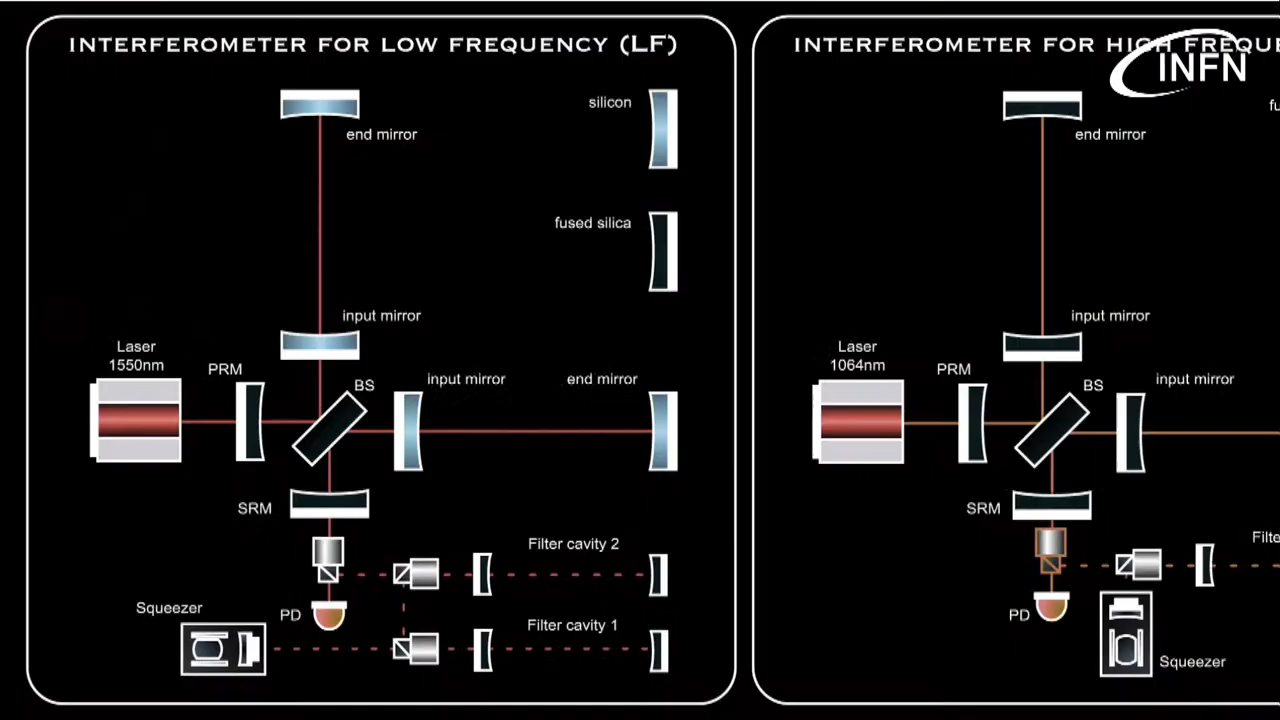 INTERFEROMETER FOR LOW FREQUENCY (LF)
silicon
end mirror
fused silica
input mirror
Laser
1550nm
PRM
BS
input mirror
end mirror
SRM
Filter cavity 2
Squeezer
PD
Filter cavity 1
INTERFEROMETER FOR HIGH FREQUE
INFN
fu
end mirror
input mirror
Laser
1064nm
PRM
BS
input mirror
SRM
Filte
PD
Squeezer